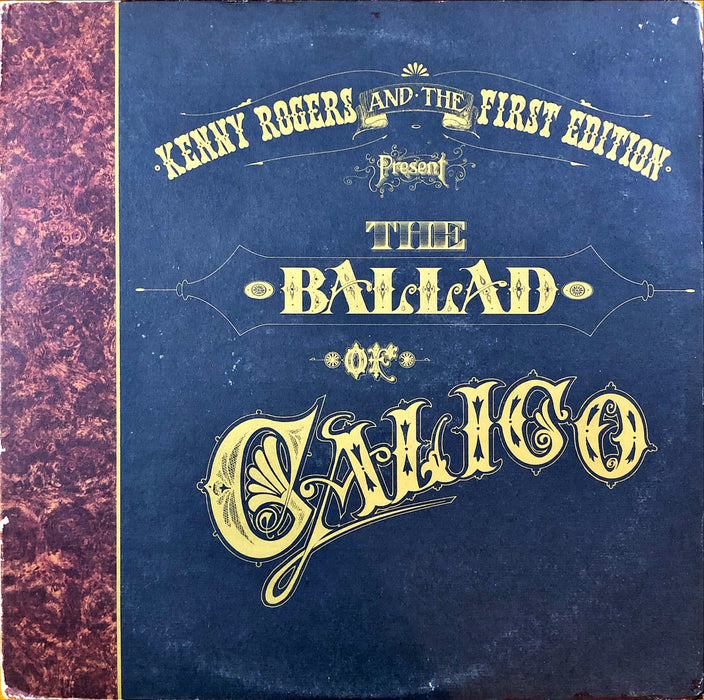 ·KENNY ROGERS AND·THE FIRST EDITION·
Present
THE
·BALLAD·
·OF·
CALICO